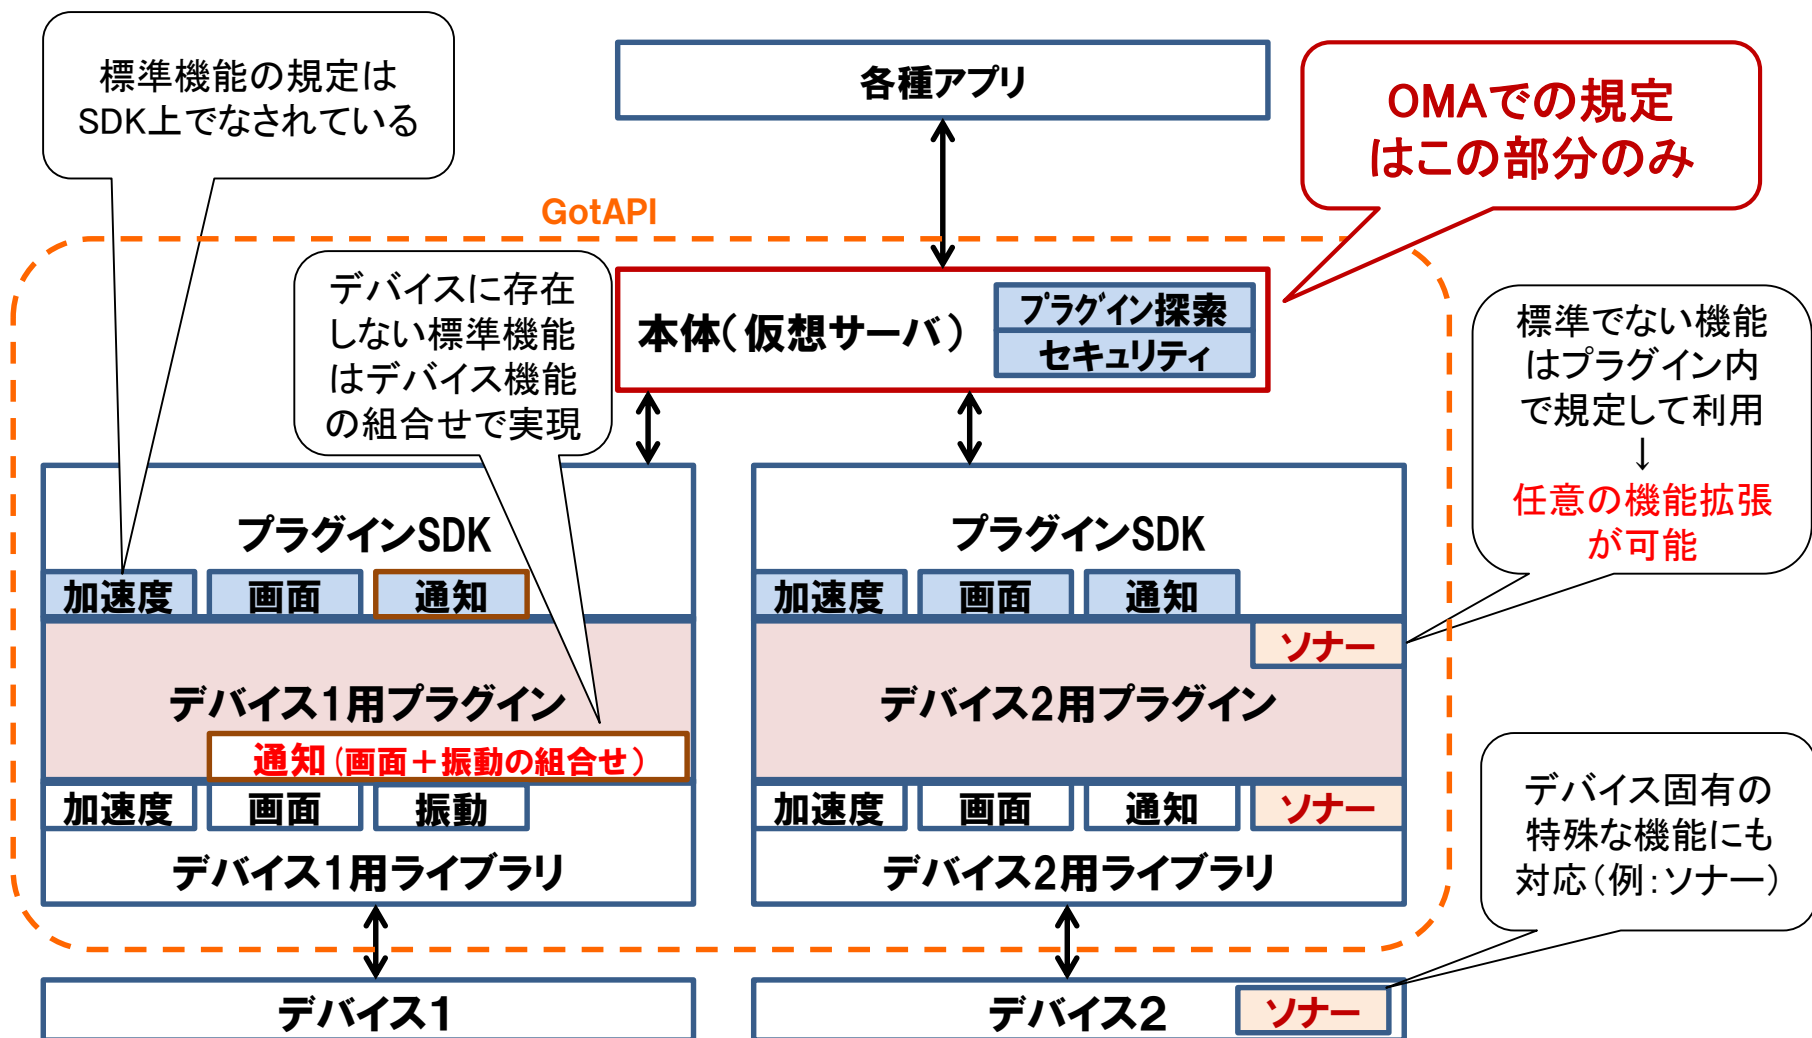 標準機能の規定は
SDK上でなされている
各種アプリ
OMAでの規定
はこの部分のみ
GotAPI
デバイスに存在
しない標準機能
はデバイス機能
の組合せで実現
本体(仮想サーバ)
プラグイン探索
セキュリティ
標準でない機能
はプラグイン内
で規定して利用
↓
任意の機能拡張
が可能
プラグインSDK
加速度 画面 通知
プラグインSDK
加速度 画面 通知
ソナー
デバイス1用プラグイン
通知(画面+振動の組合せ)
デバイス2用プラグイン
加速度 画面 振動
デバイス1用ライブラリ
加速度 画面 通知 ソナー
デバイス2用ライブラリ
デバイス固有の
特殊な機能にも
対応(例:ソナー)
デバイス1
デバイス2 ソナー